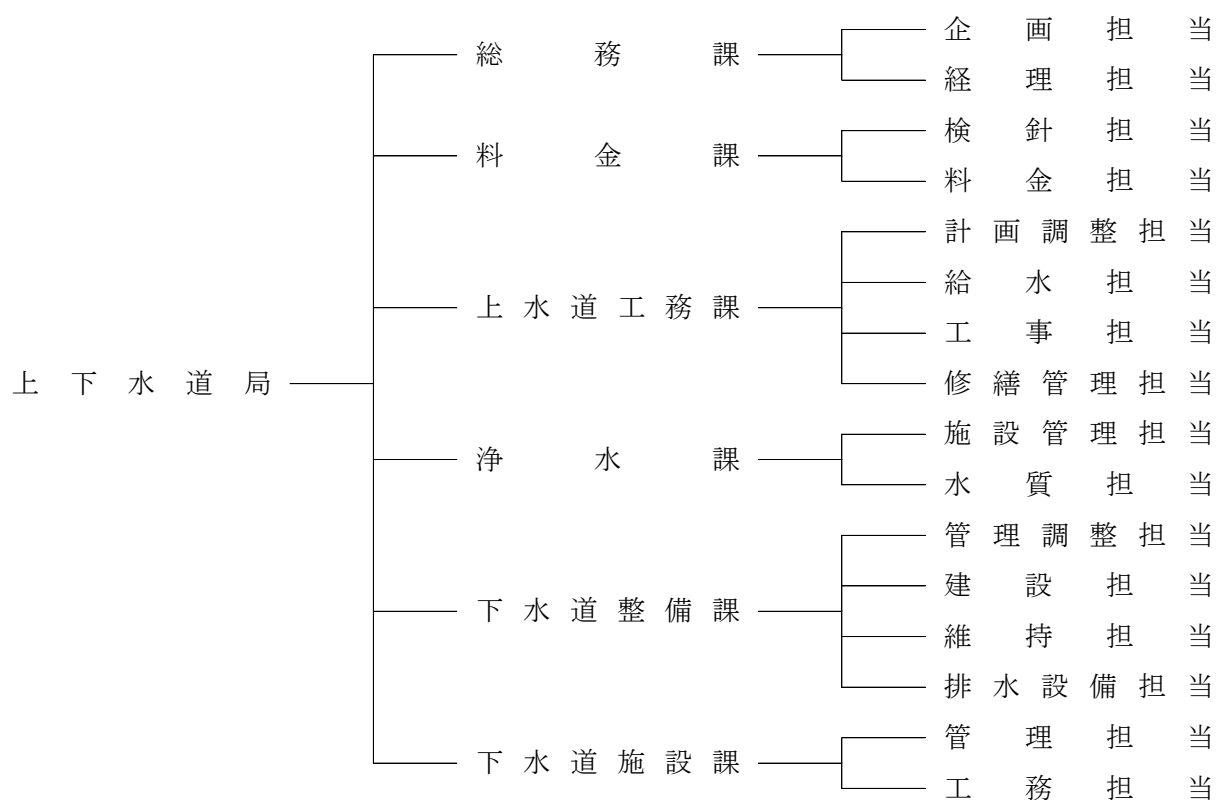 上下水道局
総務課
企画担当
経理担当
料金課
検針担当
料金担当
上水道工務課
計画調整担当
給水担当
工事担当
修繕管理担当
浄水課
施設管理担当
水質担当
下水道整備課
管理調整担当
建設担当
維持担当
排水設備担当
下水道施設課
管理担当
工務担当